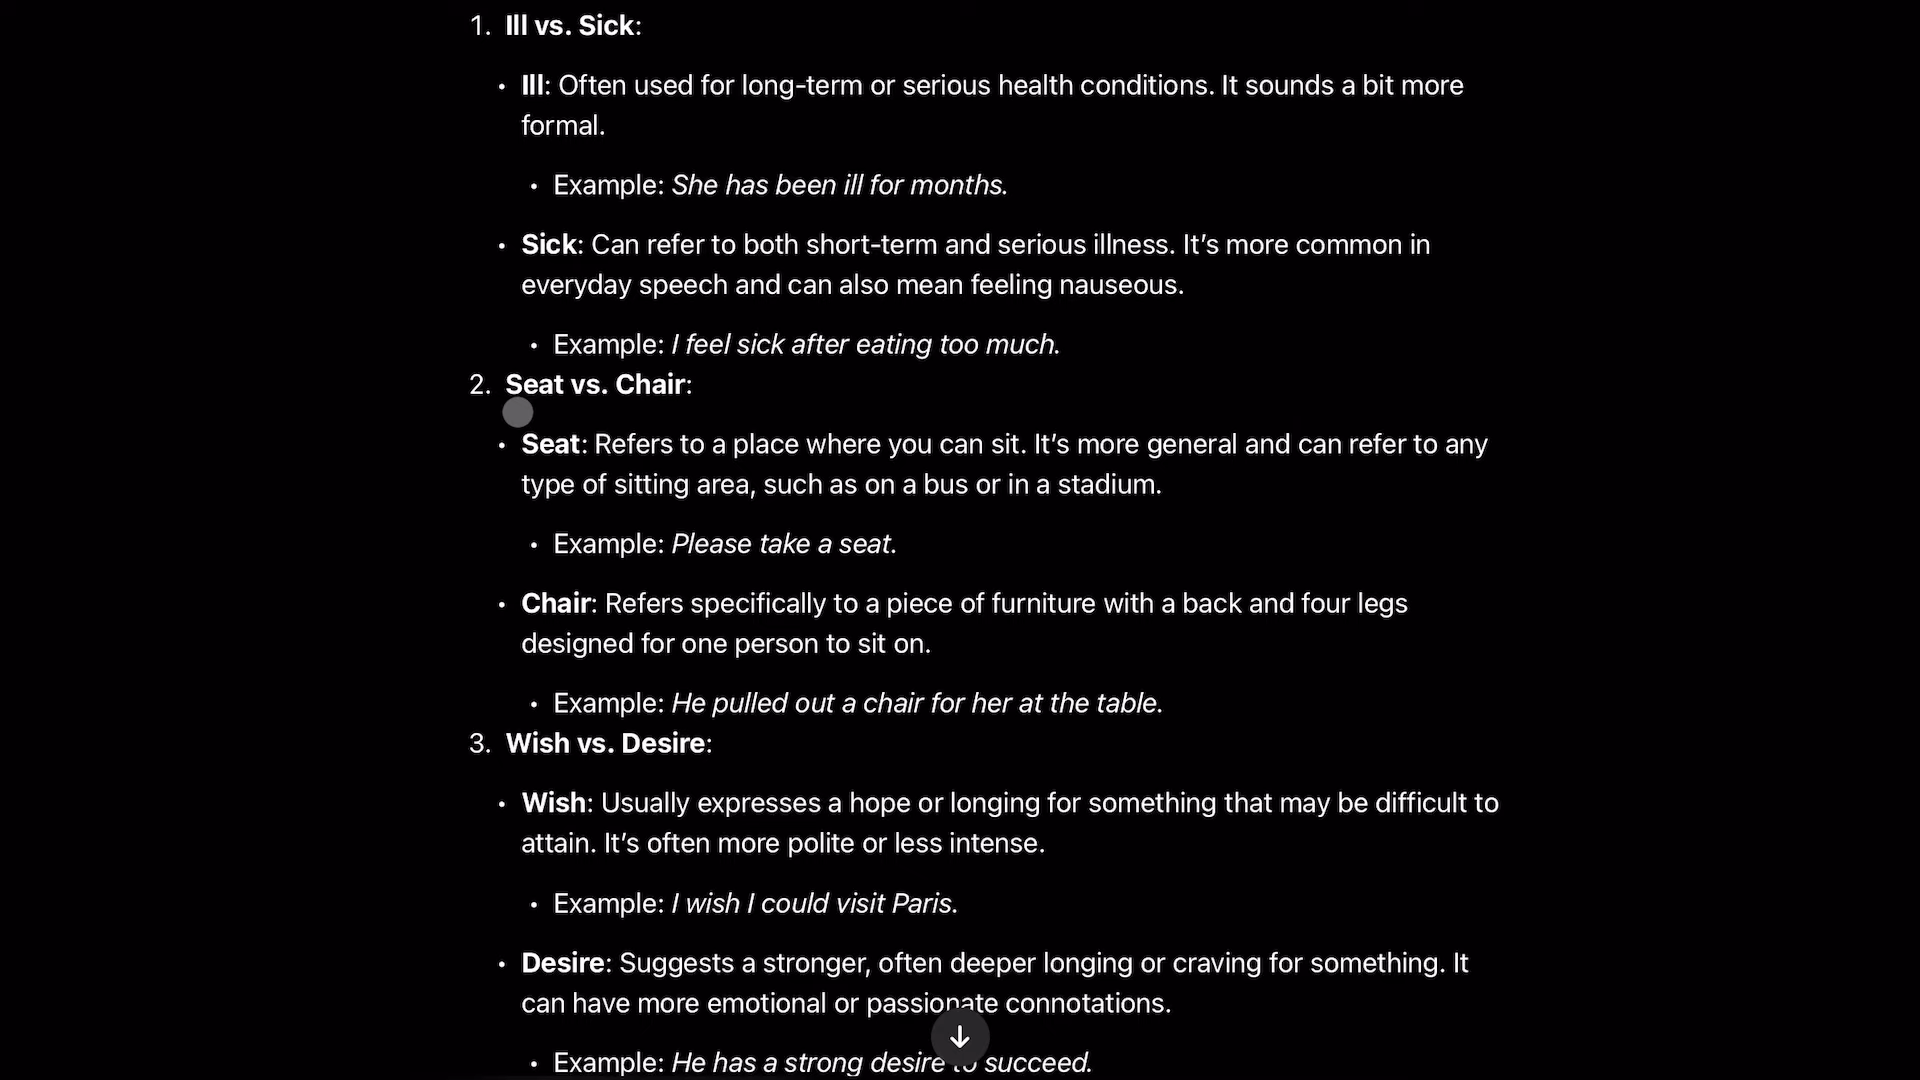 1. Ill vs. Sick:
• Ill: Often used for long-term or serious health conditions. It sounds a bit more
formal.
• Example: She has been ill for months.
• Sick: Can refer to both short-term and serious illness. It’s more common in
everyday speech and can also mean feeling nauseous.
• Example: I feel sick after eating too much.
2. Seat vs. Chair:
• Seat: Refers to a place where you can sit. It’s more general and can refer to any
type of sitting area, such as on a bus or in a stadium.
• Example: Please take a seat.
• Chair: Refers specifically to a piece of furniture with a back and four legs
designed for one person to sit on.
• Example: He pulled out a chair for her at the table.
3. Wish vs. Desire:
• Wish: Usually expresses a hope or longing for something that may be difficult to
attain. It’s often more polite or less intense.
• Example: I wish I could visit Paris.
• Desire: Suggests a stronger, often deeper longing or craving for something. It
can have more emotional or passionate connotations.
• Example: He has a strong desire to succeed.